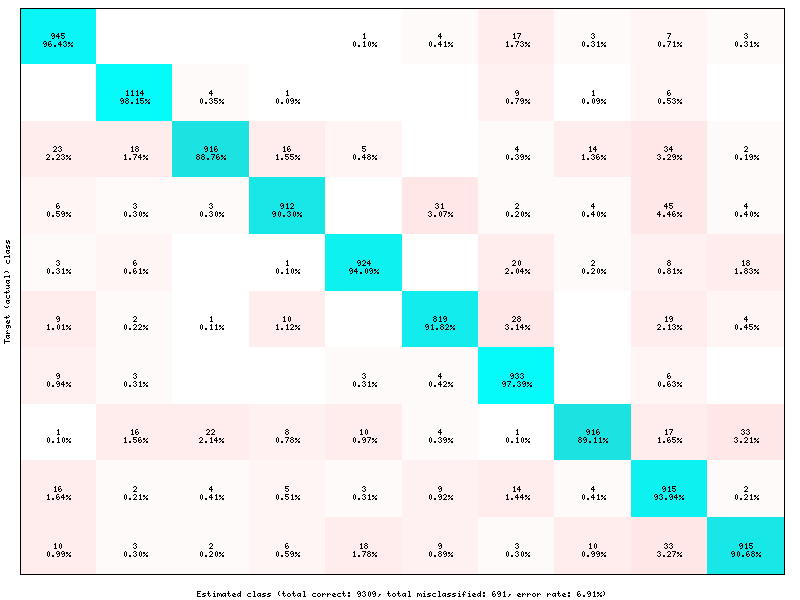 945 1 4 17 3 7 3
96.43% 0.10% 0.41% 1.73% 0.31% 0.71% 0.31%
1114 4 1 9 1 6
98.15% 0.35% 0.09% 0.79% 0.09% 0.53%
23 18 916 16 5 4 14 34 2
2.23% 1.74% 88.76% 1.55% 0.48% 0.39% 1.36% 3.29% 0.19%
6 3 3 912 31 2 4 45 4
0.59% 0.30% 0.30% 90.30% 3.07% 0.20% 0.40% 4.46% 0.40%
3 6 1 924 20 2 8 18
0.31% 0.61% 0.10% 94.09% 2.04% 0.20% 0.81% 1.83%
9 2 1 10 819 28 19 4
1.01% 0.22% 0.11% 1.12% 91.82% 3.14% 2.13% 0.45%
9 3 3 4 933 6
0.94% 0.31% 0.31% 0.42% 97.39% 0.63%
1 16 22 8 10 4 1 916 17 33
0.10% 1.56% 2.14% 0.78% 0.97% 0.39% 0.10% 89.11% 1.65% 3.21%
16 2 4 5 3 9 14 4 915 2
1.64% 0.21% 0.41% 0.51% 0.31% 0.92% 1.44% 0.41% 93.94% 0.21%
10 3 2 6 18 9 3 10 33 915
0.99% 0.30% 0.20% 0.59% 1.78% 0.89% 0.30% 0.99% 3.27% 90.68%
Target (actual) class
Estimated class (total correct: 9309, total misclassified: 691, error rate: 6.91%)